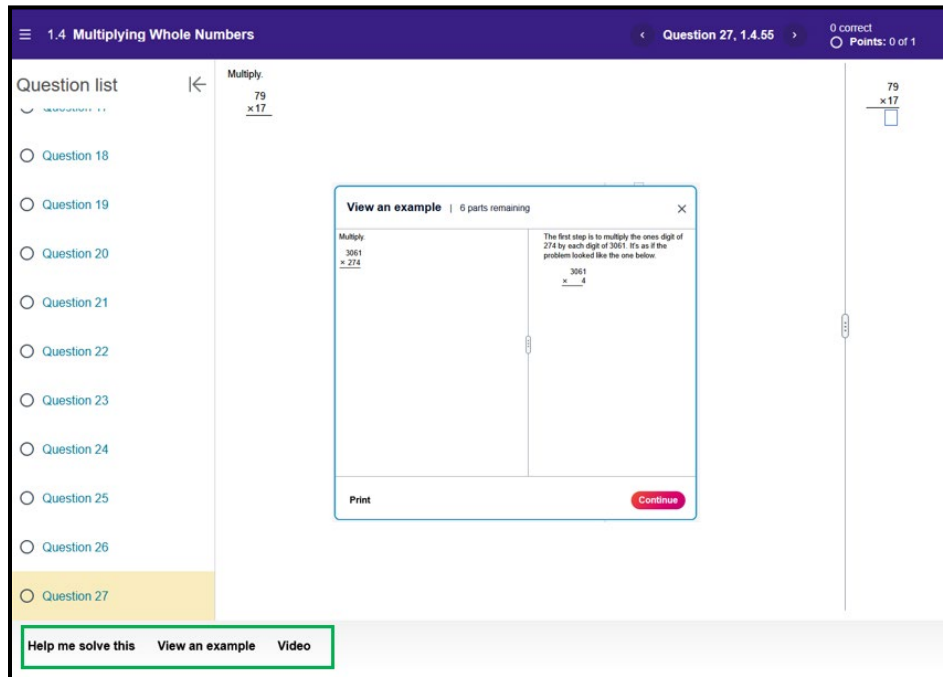 1.4 Multiplying Whole Numbers
Question 27, 1.4.55
0 correct
Points: 0 of 1
Question list
Question 18
Question 19
Question 20
Question 21
Question 22
Question 23
Question 24
Question 25
Question 26
Question 27
Multiply.
79
×17
79
×17
View an example | 6 parts remaining
Multiply.
3061
× 274
The first step is to multiply the ones digit of
274 by each digit of 3061. It's as if the
problem looked like the one below.
3061
× 4
Print
Continue
Help me solve this View an example Video